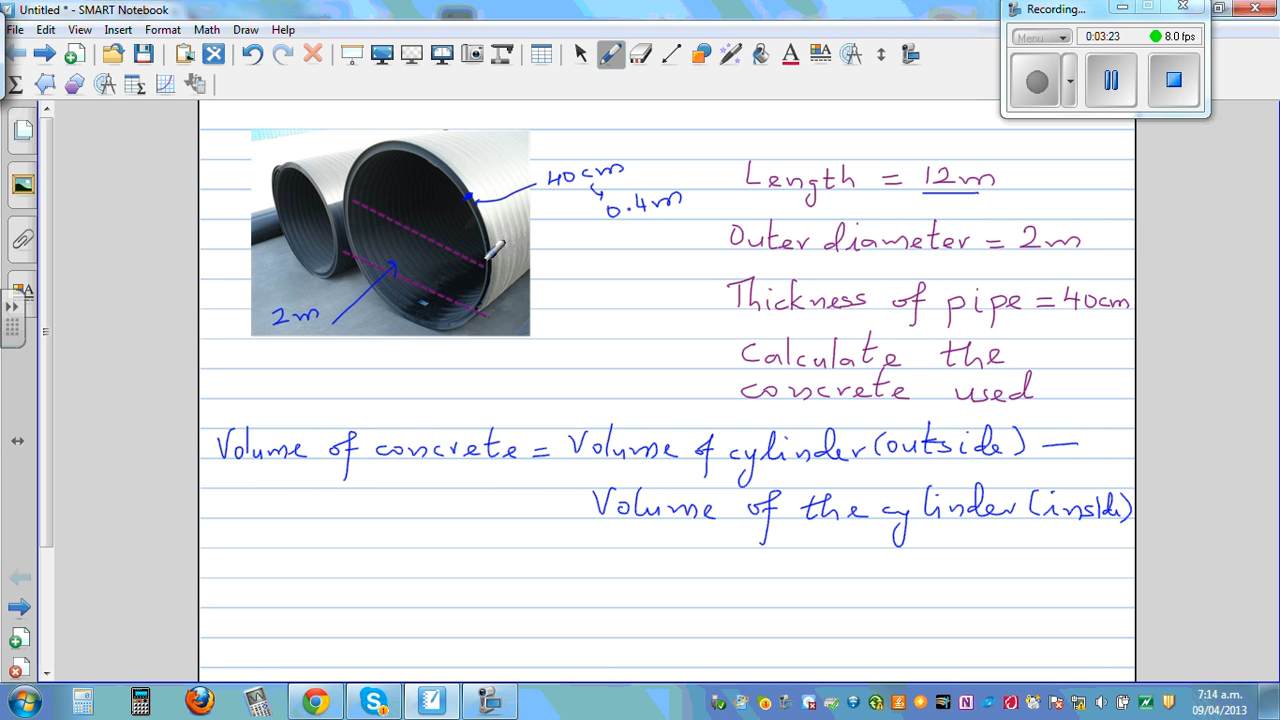 Untitled * - SMART Notebook
Recording...
File Edit View Insert Format Math Draw Help
Menu
0:03:23
8.0 fps
40cm
0.4m
2m
Length = 12m
Outer diameter = 2m
Thickness of pipe = 40cm
Calculate the
concrete used
Volume of concrete = Volume of cylinder (outside) —
Volume of the cylinder (inside)
7:14 a.m.
09/04/2013